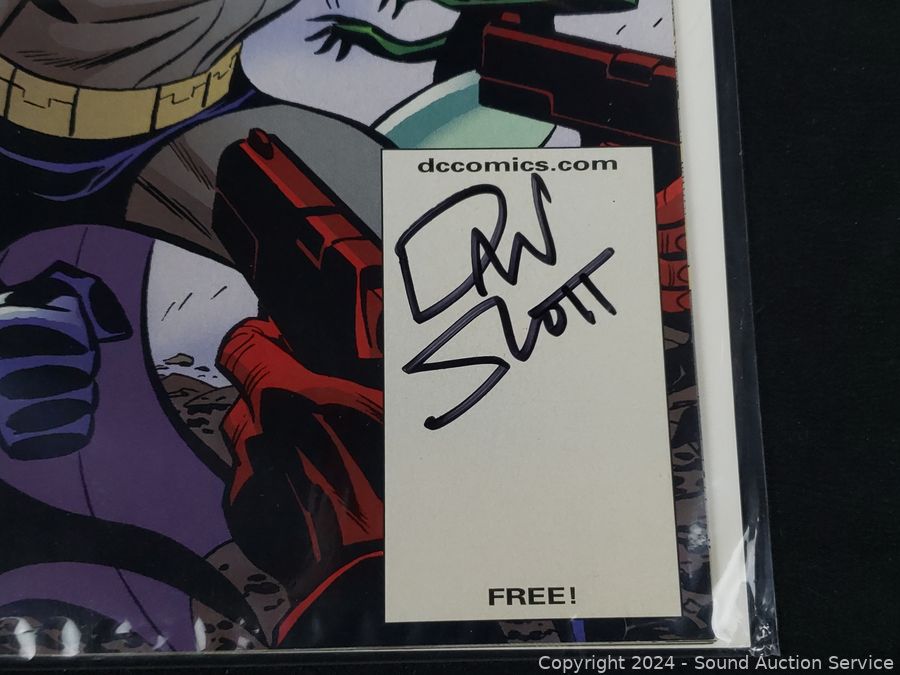 dccomics.com
DAN
SLOTT
FREE!
Copyright 2024 - Sound Auction Service